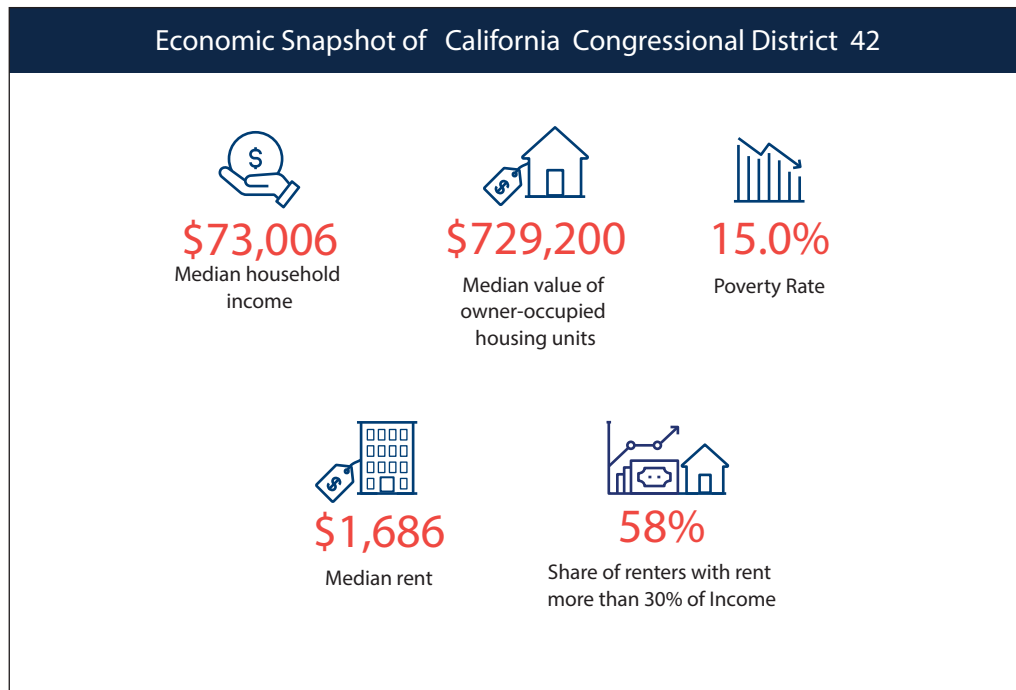 Economic Snapshot of California Congressional District 42
$
$
$73,006
Median household
income
$729,200
Median value of
owner-occupied
housing units
15.0%
Poverty Rate
$
$1,686
Median rent
58%
Share of renters with rent
more than 30% of Income